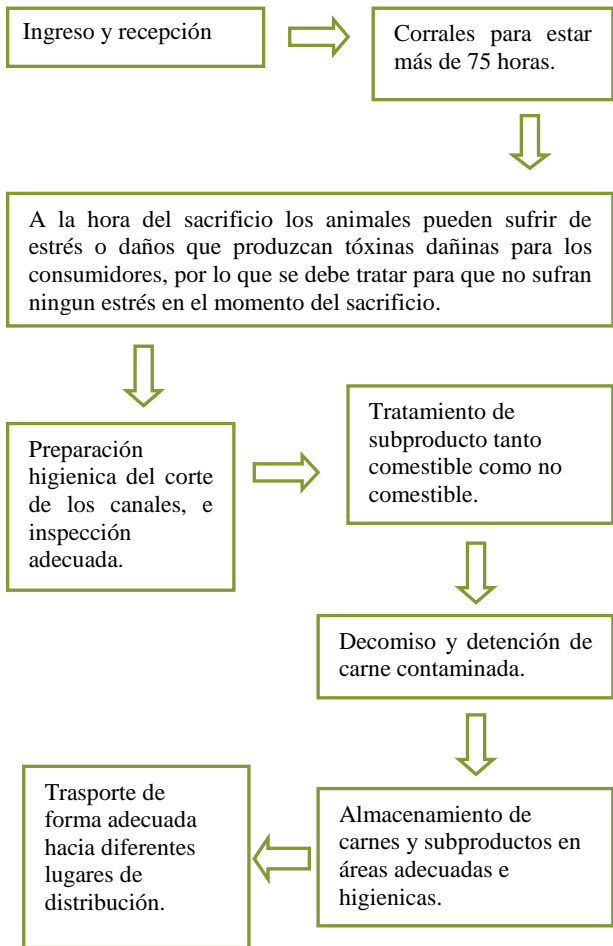 Ingreso y recepción
Corrales para estar
más de 75 horas.
A la hora del sacrificio los animales pueden sufrir de
estrés o daños que produzcan tóxinas dañinas para los
consumidores, por lo que se debe tratar para que no sufran
ningun estrés en el momento del sacrificio.
Preparación
higienica del corte
de los canales, e
inspección
adecuada.
Tratamiento de
subproducto tanto
comestible como no
comestible.
Decomiso y detención de
carne contaminada.
Almacenamiento de
carnes y subproductos en
áreas adecuadas e
higienicas.
Trasporte de
forma adecuada
hacia diferentes
lugares de
distribución.